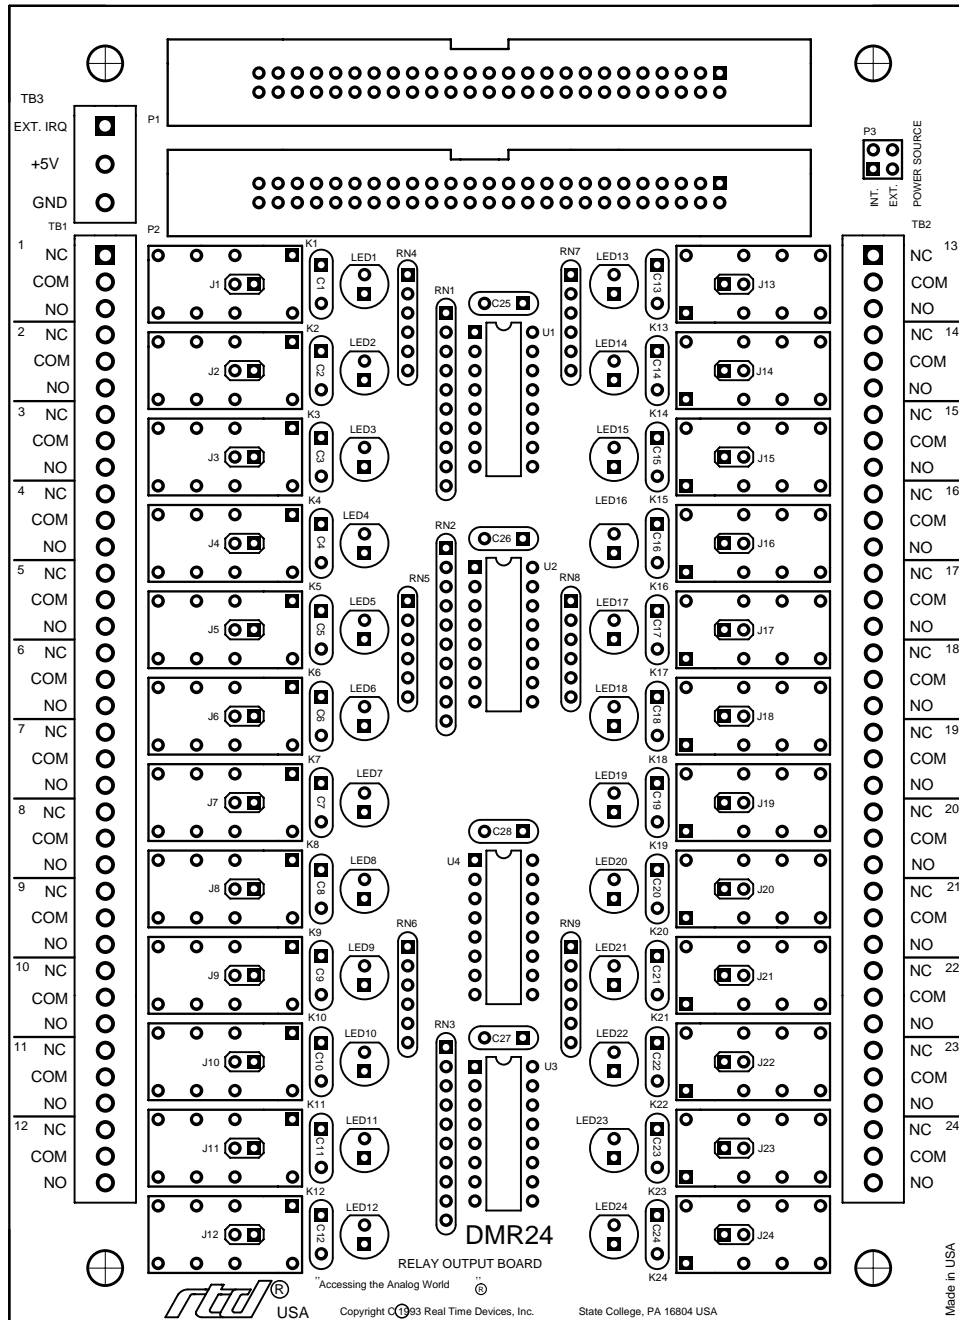 TB3
EXT. IRQ
+5V
GND
P1
P2
P3
INT.
EXT.
POWER SOURCE
TB1
1 NC
COM
NO
2 NC
COM
NO
3 NC
COM
NO
4 NC
COM
NO
5 NC
COM
NO
6 NC
COM
NO
7 NC
COM
NO
8 NC
COM
NO
9 NC
COM
NO
10 NC
COM
NO
11 NC
COM
NO
12 NC
COM
NO
J1 K1 C1 LED1
J2 K2 C2 LED2
J3 K3 C3 LED3
J4 K4 C4 LED4
J5 K5 C5 LED5
J6 K6 C6 LED6
J7 K7 C7 LED7
J8 K8 C8 LED8
J9 K9 C9 LED9
J10 K10 C10 LED10
J11 K11 C11 LED11
J12 K12 C12 LED12
RN4
RN1
C25
U1
RN7
RN2
C26
U2
RN5
RN8
C28
U4
RN6
RN9
RN3
C27
U3
LED13 C13 K13 J13
LED14 C14 K14 J14
LED15 C15 K15 J15
LED16 C16 K16 J16
LED17 C17 K17 J17
LED18 C18 K18 J18
LED19 C19 K19 J19
LED20 C20 K20 J20
LED21 C21 K21 J21
LED22 C22 K22 J22
LED23 C23 K23 J23
LED24 C24 K24 J24
TB2
NC 13
COM
NO
NC 14
COM
NO
NC 15
COM
NO
NC 16
COM
NO
NC 17
COM
NO
NC 18
COM
NO
NC 19
COM
NO
NC 20
COM
NO
NC 21
COM
NO
NC 22
COM
NO
NC 23
COM
NO
NC 24
COM
NO
DMR24
RELAY OUTPUT BOARD
"Accessing the Analog World" ®
rtd ® USA
Copyright C 1993 Real Time Devices, Inc.
State College, PA 16804 USA
Made in USA